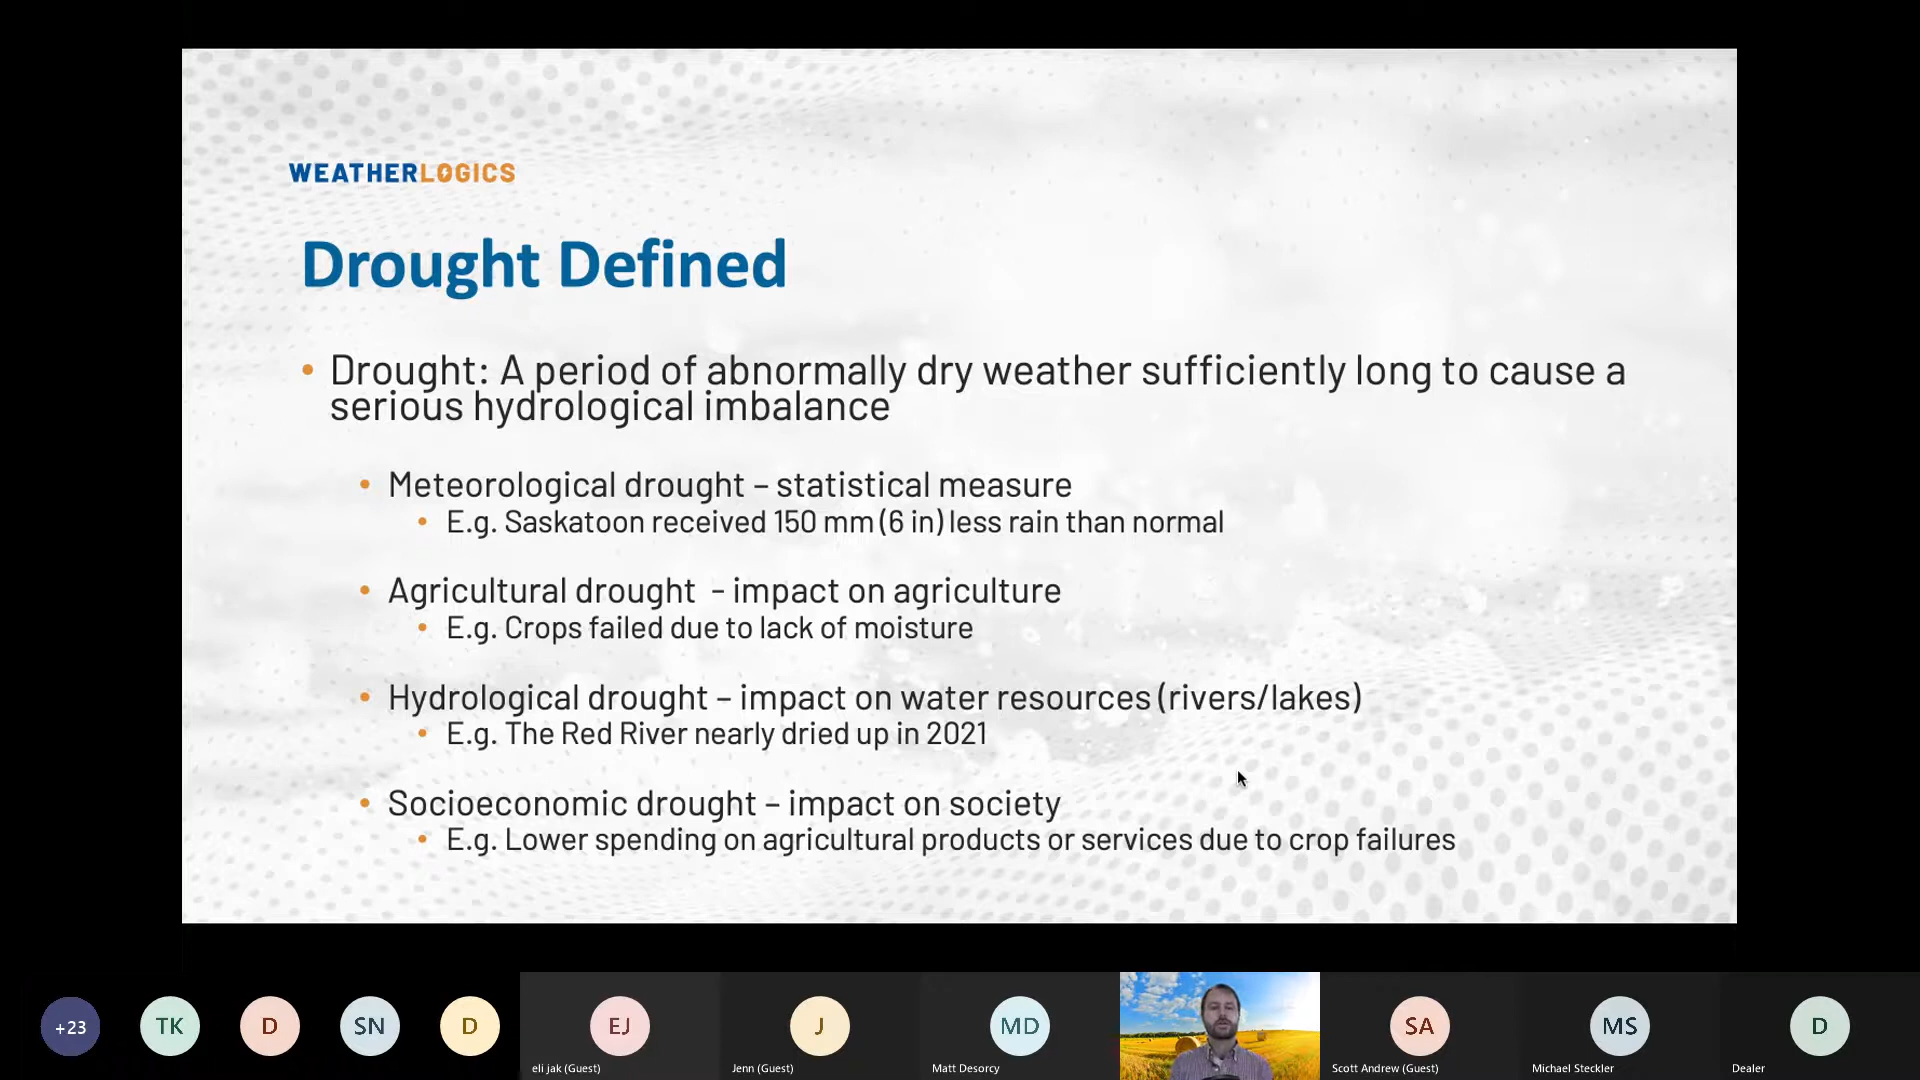 WEATHERLOGICS
Drought Defined
• Drought: A period of abnormally dry weather sufficiently long to cause a
serious hydrological imbalance
• Meteorological drought – statistical measure
• E.g. Saskatoon received 150 mm (6 in) less rain than normal
• Agricultural drought  - impact on agriculture
• E.g. Crops failed due to lack of moisture
• Hydrological drought – impact on water resources (rivers/lakes)
• E.g. The Red River nearly dried up in 2021
• Socioeconomic drought – impact on society
• E.g. Lower spending on agricultural products or services due to crop failures
+23 TK D SN D EJ J MD SA MS D
eli jak (Guest) Jenn (Guest) Matt Desorcy Scott Andrew (Guest) Michael Steckler Dealer